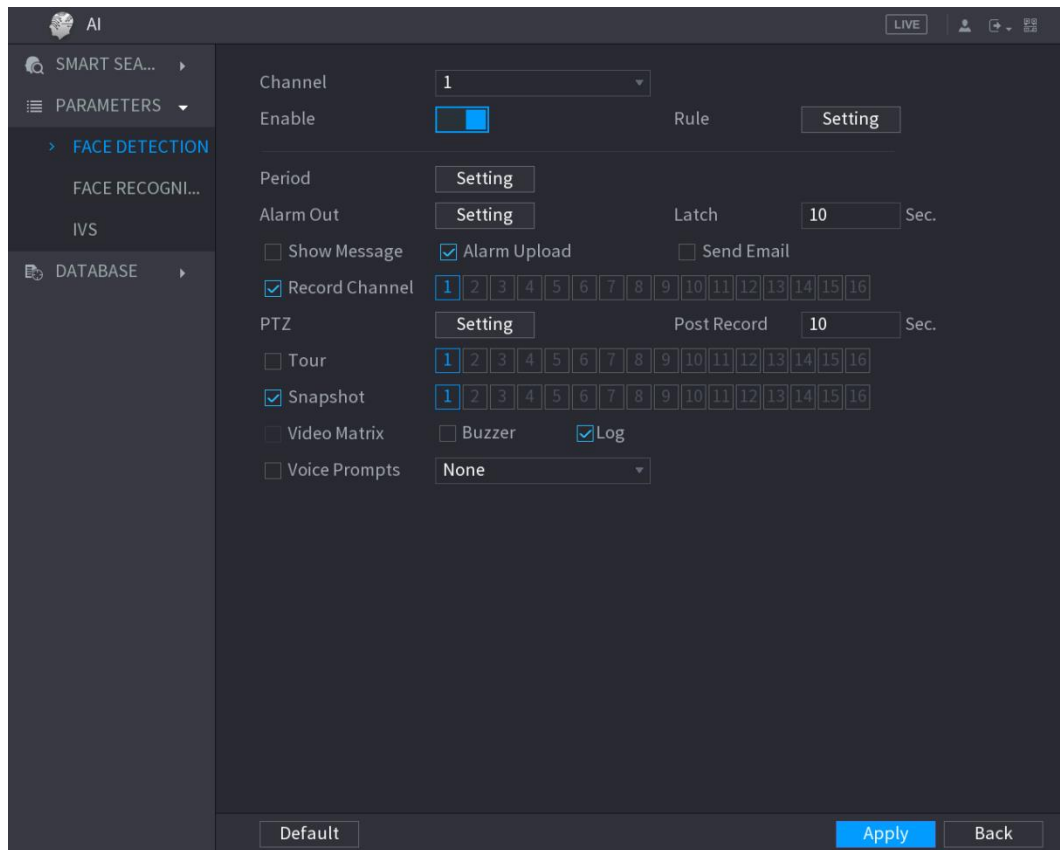 AI LIVE
SMART SEA...
PARAMETERS
FACE DETECTION
FACE RECOGNI...
IVS
DATABASE
Channel 1
Enable Rule Setting
Period Setting
Alarm Out Setting Latch 10 Sec.
Show Message Alarm Upload Send Email
Record Channel 1 2 3 4 5 6 7 8 9 10 11 12 13 14 15 16
PTZ Setting Post Record 10 Sec.
Tour 1 2 3 4 5 6 7 8 9 10 11 12 13 14 15 16
Snapshot 1 2 3 4 5 6 7 8 9 10 11 12 13 14 15 16
Video Matrix Buzzer Log
Voice Prompts None
Default Apply Back